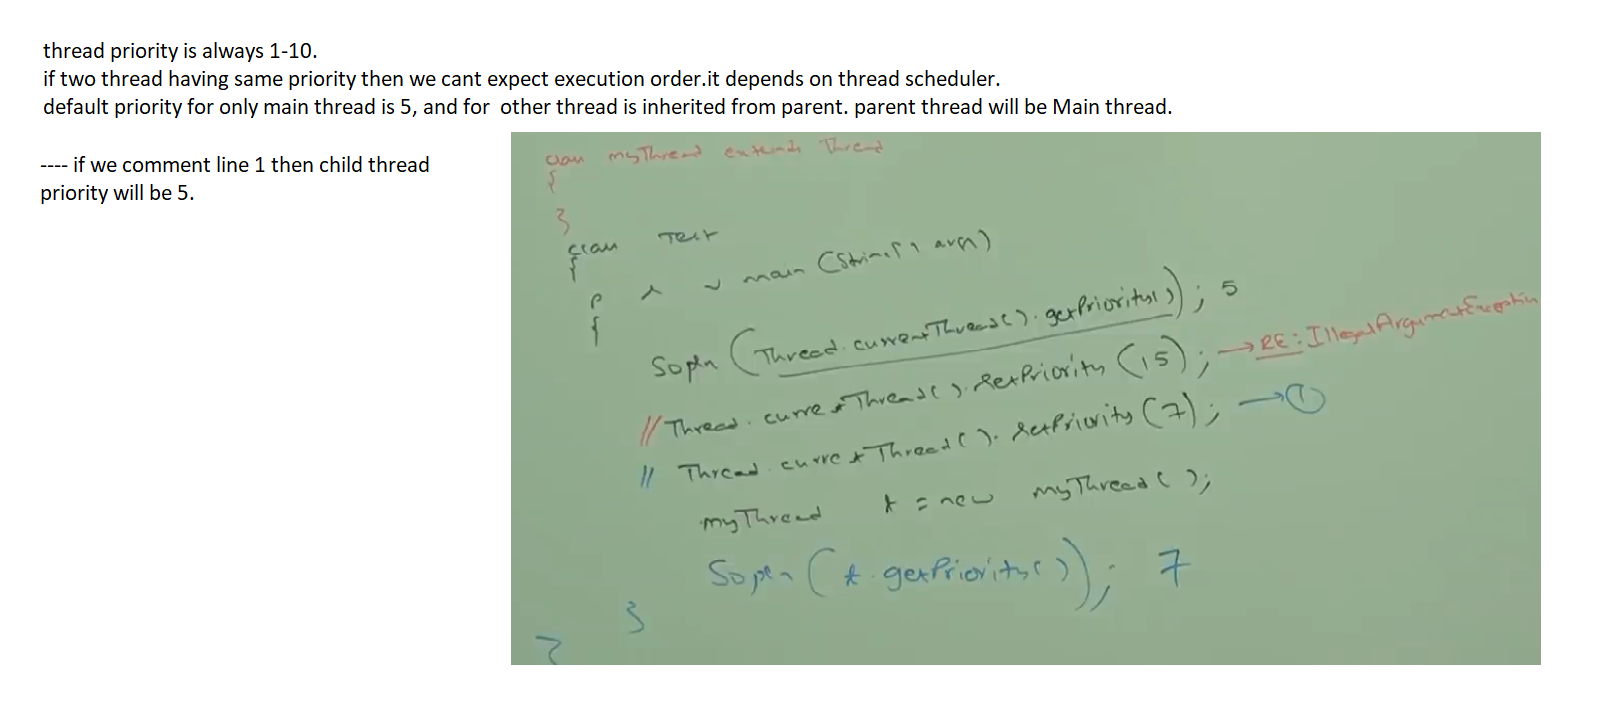 thread priority is always 1-10.
if two thread having same priority then we cant expect execution order.it depends on thread scheduler.
default priority for only main thread is 5, and for  other thread is inherited from parent. parent thread will be Main thread.
---- if we comment line 1 then child thread
priority will be 5.
class myThread extends Thread
{
}
class Test
{
p s v main (String[] args)
{
Sopln (Thread.currentThread().getPriority()); 5
// Thread.currentThread().setPriority (15); → RE: IllegalArgumentException
// Thread.currentThread().setPriority (7); → 1
myThread t = new myThread();
Sopln (t.getPriority()); 7
}
}